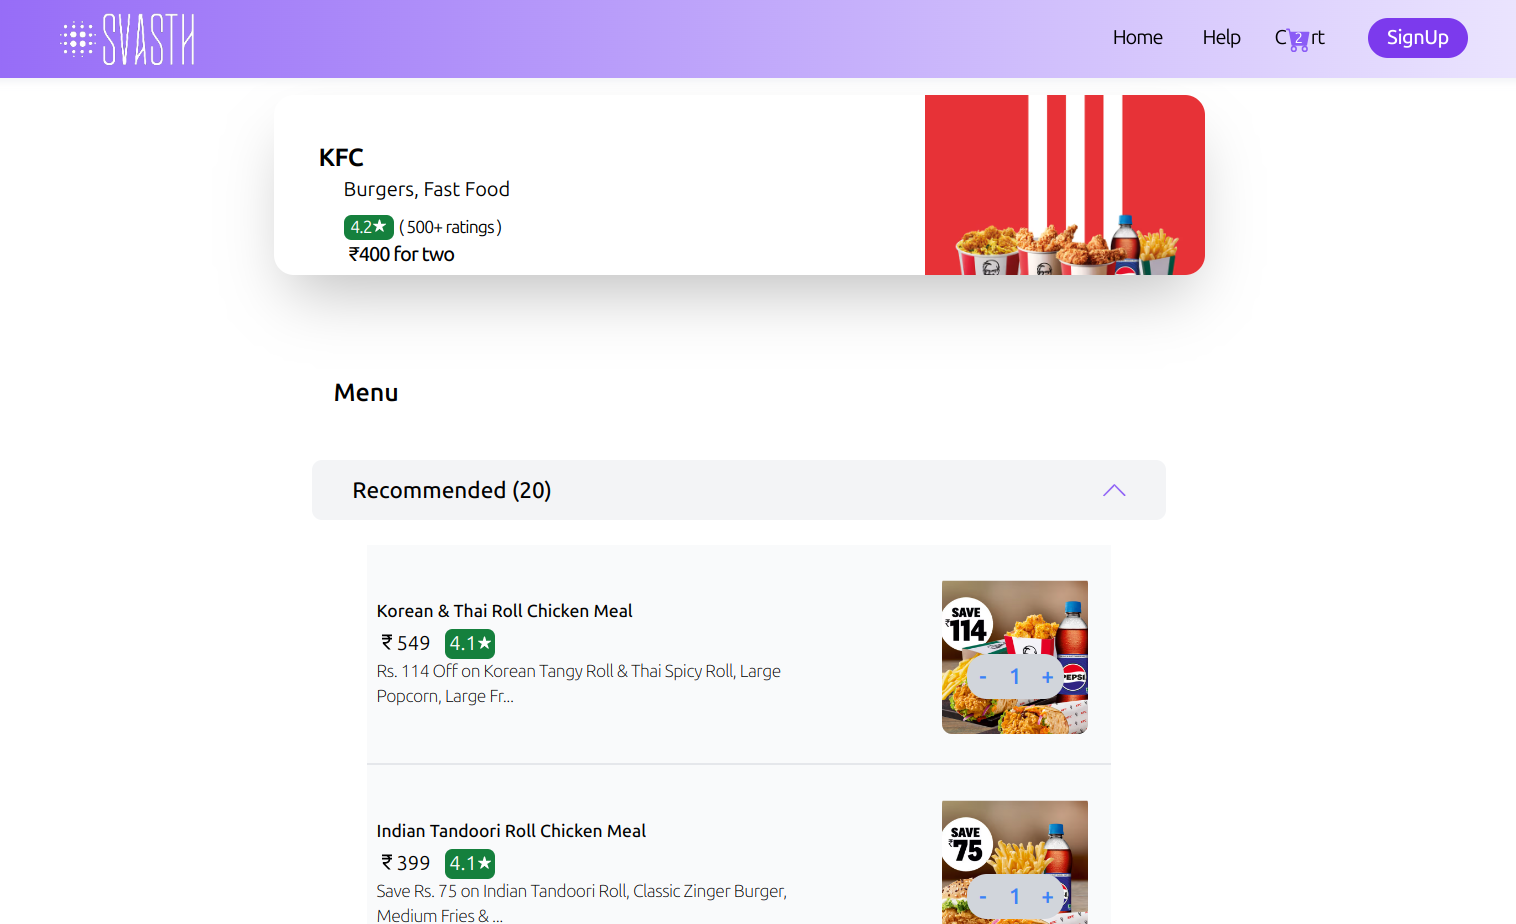 SVASTH
Home Help C2rt SignUp
KFC
Burgers, Fast Food
4.2★ ( 500+ ratings )
₹400 for two
Menu
Recommended (20)
Korean & Thai Roll Chicken Meal
₹ 549 4.1★
Rs. 114 Off on Korean Tangy Roll & Thai Spicy Roll, Large
Popcorn, Large Fr...
SAVE
₹114
PEPSI
- 1 +
Indian Tandoori Roll Chicken Meal
₹ 399 4.1★
Save Rs. 75 on Indian Tandoori Roll, Classic Zinger Burger,
Medium Fries & ...
SAVE
₹75
- 1 +